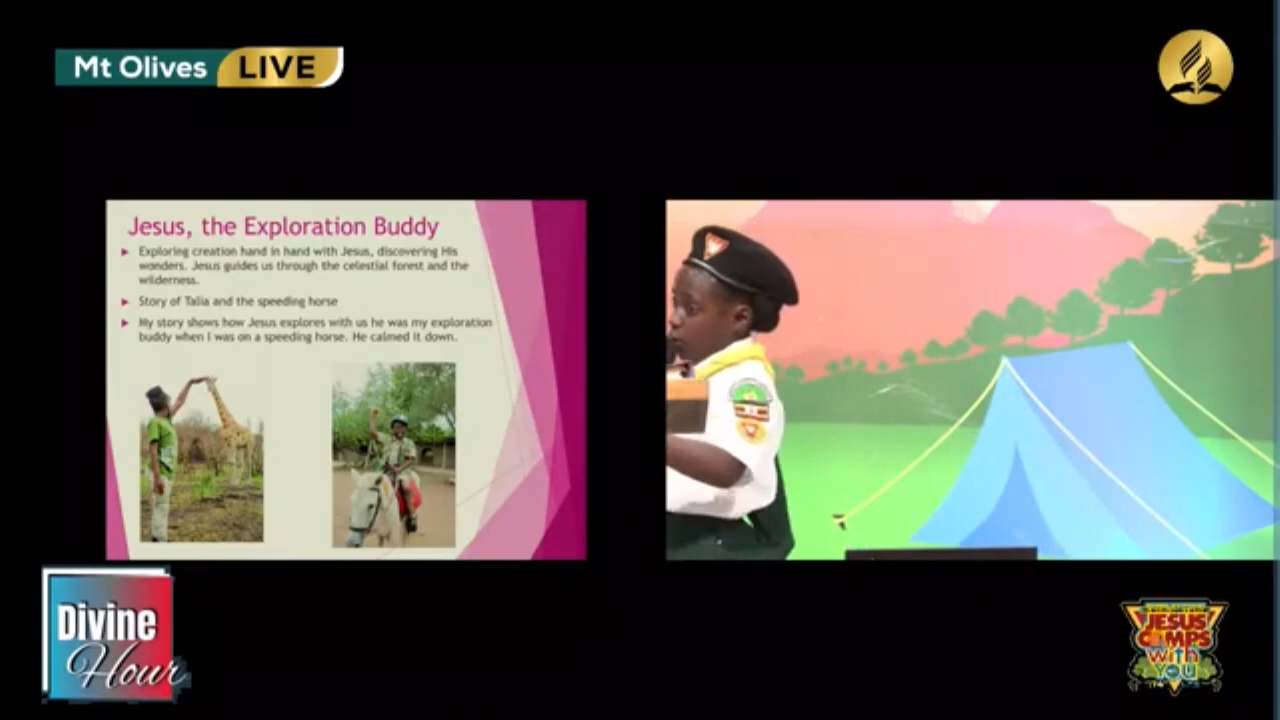 Mt Olives LIVE
Jesus, the Exploration Buddy
Exploring creation hand in hand with Jesus, discovering His
wonders. Jesus guides us through the celestial forest and the
wilderness.
Story of Talia and the speeding horse
My story shows how Jesus explores with us he was my exploration
buddy when I was on a speeding horse. He calmed it down.
Divine
Hour
JESUS
CAMPS
with
YOU